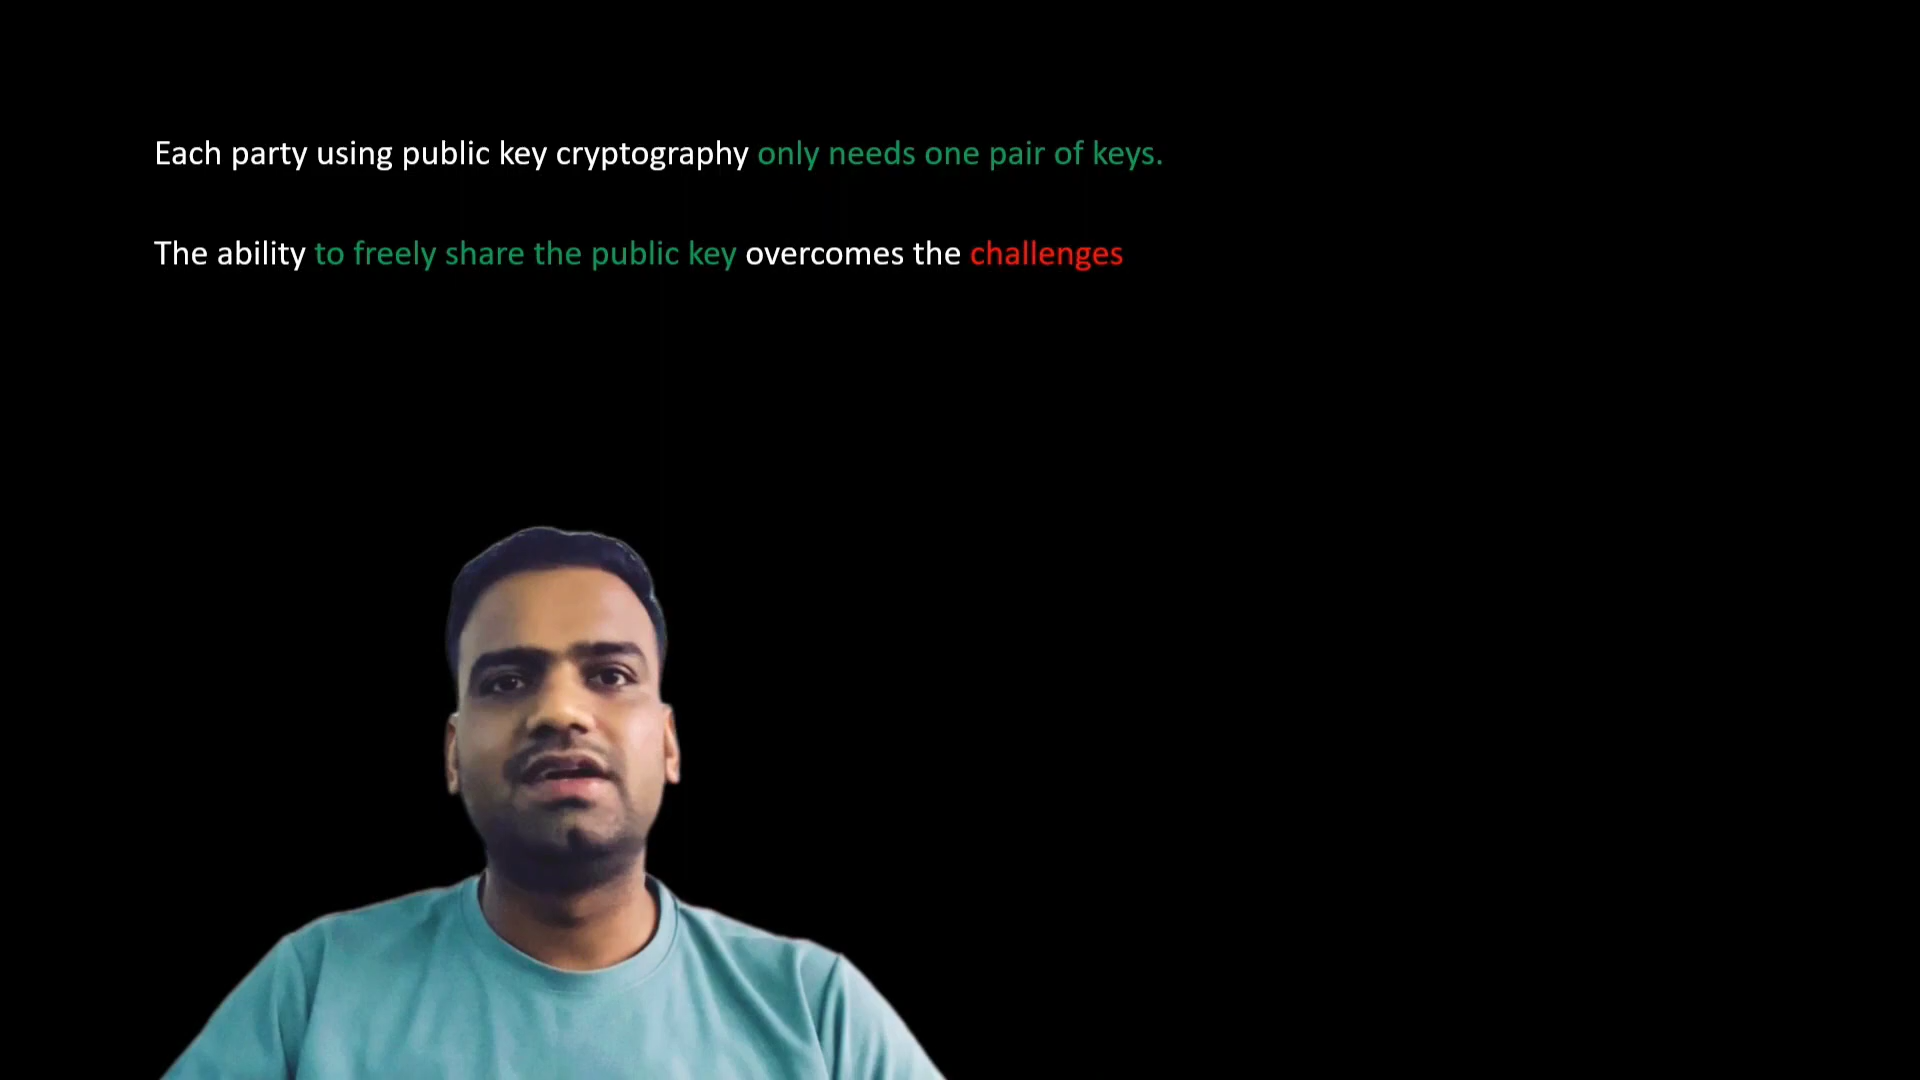 Each party using public key cryptography only needs one pair of keys.
The ability to freely share the public key overcomes the challenges